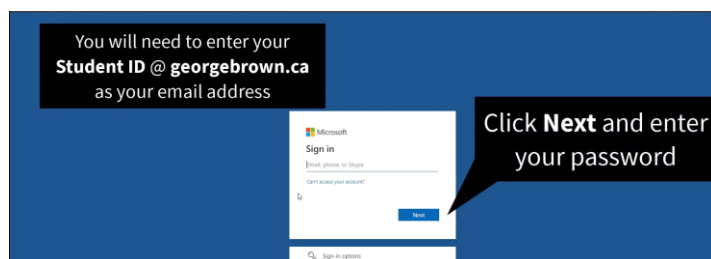 You will need to enter your
Student ID @ georgebrown.ca
as your email address
Microsoft
Sign in
Email, phone, or Skype
Can't access your account?
Next
Click Next and enter
your password
Sign-in options